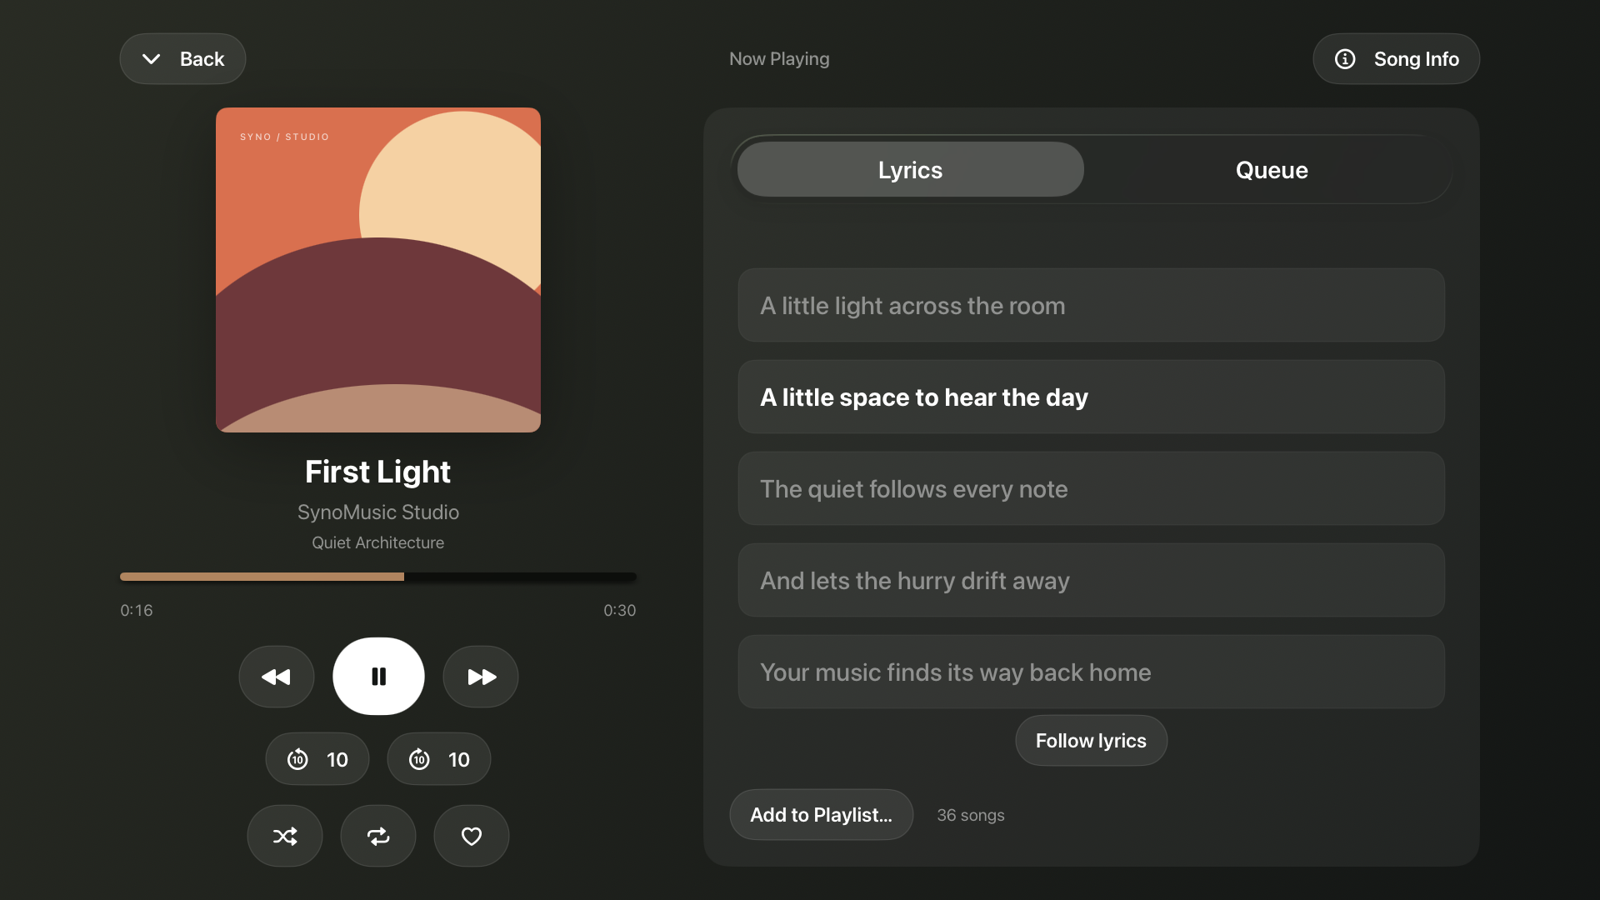 Back
Now Playing
Song Info
SYNO / STUDIO
First Light
SynoMusic Studio
Quiet Architecture
0:16
0:30
10 10
10 10
Lyrics
Queue
A little light across the room
A little space to hear the day
The quiet follows every note
And lets the hurry drift away
Your music finds its way back home
Follow lyrics
Add to Playlist...
36 songs